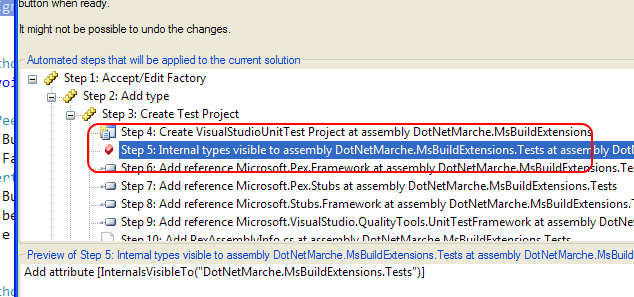 button when ready.
It might not be possible to undo the changes.
Automated steps that will be applied to the current solution
Step 1: Accept/Edit Factory
Step 2: Add type
Step 3: Create Test Project
Step 4: Create VisualStudioUnitTest Project at assembly DotNetMarche.MsBuildExtensions
Step 5: Internal types visible to assembly DotNetMarche.MsBuildExtensions.Tests at assembly DotN
Step 6: Add reference Microsoft.Pex.Framework at assembly DotNetMarche.MsBuildExtensions.Te
Step 7: Add reference Microsoft.Pex.Stubs at assembly DotNetMarche.MsBuildExtensions.Tests
Step 8: Add reference Microsoft.Stubs.Framework at assembly DotNetMarche.MsBuildExtensions.T
Step 9: Add reference Microsoft.VisualStudio.QualityTools.UnitTestFramework at assembly DotNetM
Step 10: Add PexAssemblyInfo.cs at assembly DotNetMarche.MsBuildExtensions.Tests
Preview of Step 5: Internal types visible to assembly DotNetMarche.MsBuildExtensions.Tests at assembly DotNetMarche.MsBu
Add attribute [InternalsVisibleTo("DotNetMarche.MsBuildExtensions.Tests")]